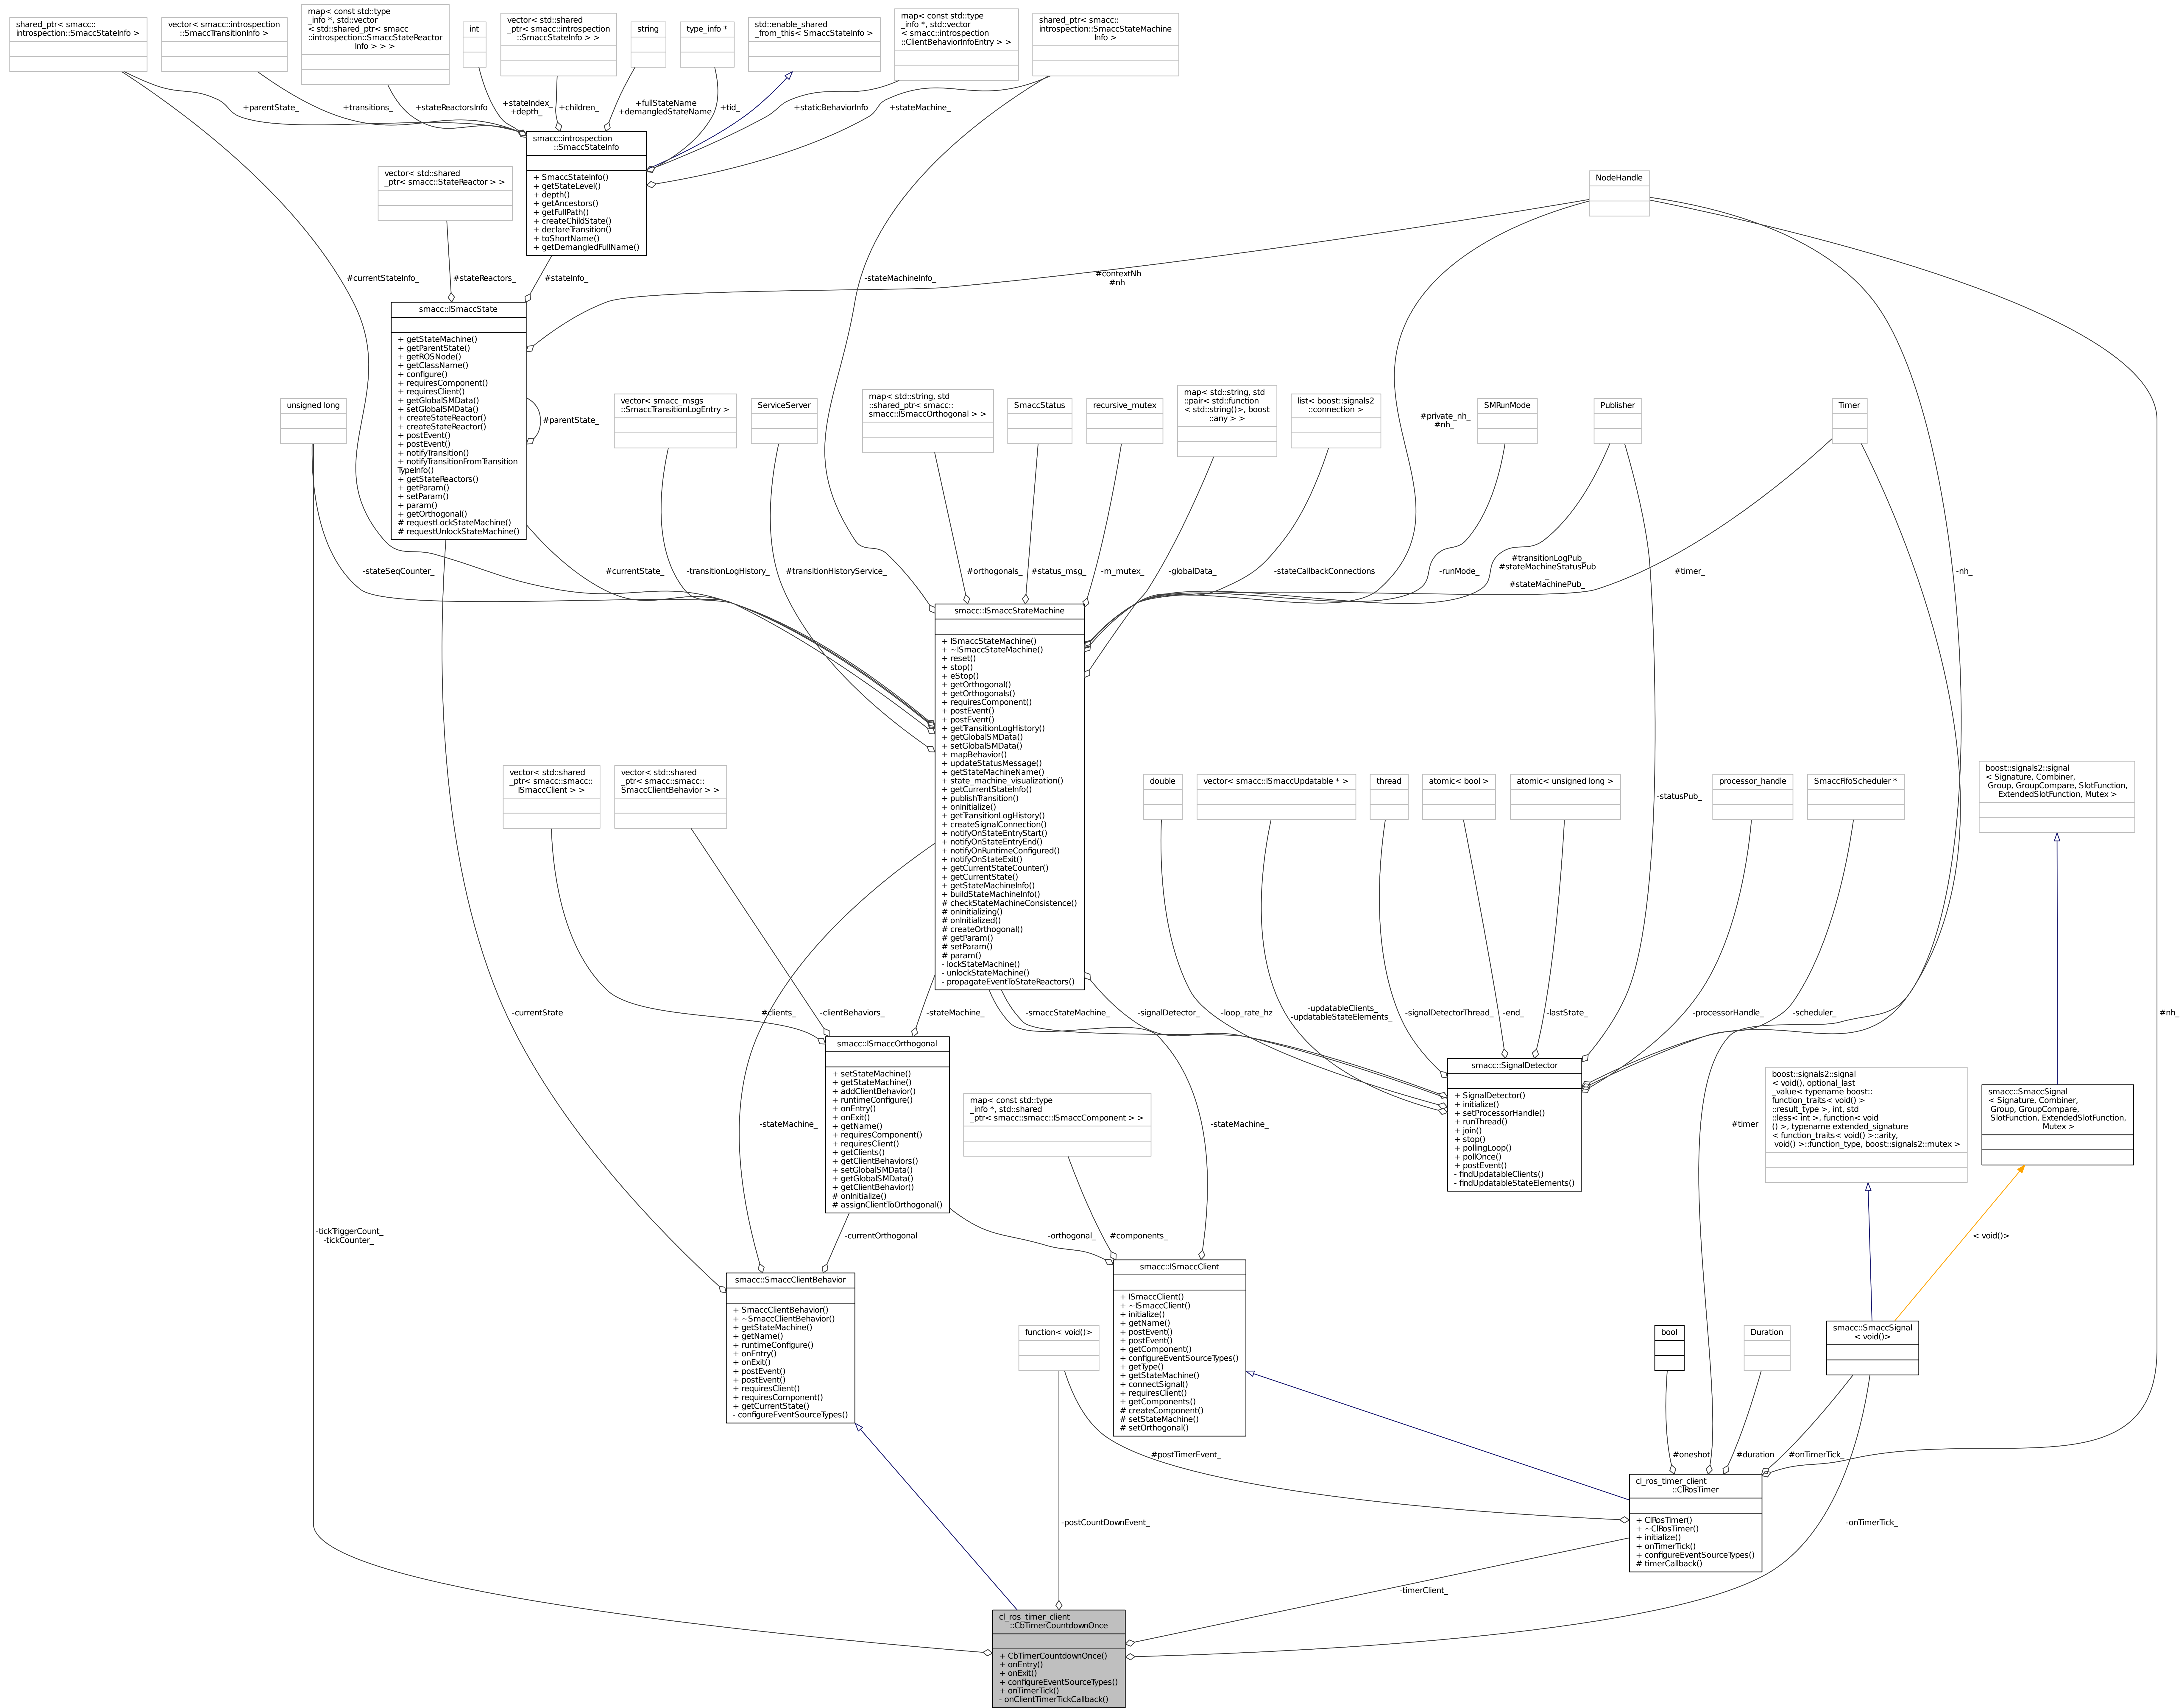 shared_ptr< smacc::
introspection::SmaccStateInfo >
vector< smacc::introspection
::SmaccTransitionInfo >
map< const std::type
_info *, std::vector
< std::shared_ptr< smacc
::introspection::SmaccStateReactor
Info > > >
int
vector< std::shared
_ptr< smacc::introspection
::SmaccStateInfo > >
string
type_info *
std::enable_shared
_from_this< SmaccStateInfo >
map< const std::type
_info *, std::vector
< smacc::introspection
::ClientBehaviorInfoEntry > >
shared_ptr< smacc::
introspection::SmaccStateMachine
Info >
+parentState_
+transitions_
+stateReactorsInfo
+stateIndex_
+depth_
+children_
+fullStateName
+demangledStateName
+tid_
+staticBehaviorInfo
+stateMachine_
smacc::introspection
::SmaccStateInfo
+ SmaccStateInfo()
+ getStateLevel()
+ depth()
+ getAncestors()
+ getFullPath()
+ createChildState()
+ declareTransition()
+ toShortName()
+ getDemangledFullName()
vector< std::shared
_ptr< smacc::StateReactor > >
NodeHandle
#currentStateInfo_
#stateReactors_
#stateInfo_
-stateMachineInfo_
#contextNh
#nh
smacc::ISmaccState
+ getStateMachine()
+ getParentState()
+ getROSNode()
+ getClassName()
+ configure()
+ requiresComponent()
+ requiresClient()
+ getGlobalSMData()
+ setGlobalSMData()
+ createStateReactor()
+ createStateReactor()
+ postEvent()
+ postEvent()
+ notifyTransition()
+ notifyTransitionFromTransition
TypeInfo()
+ getStateReactors()
+ getParam()
+ setParam()
+ param()
+ getOrthogonal()
# requestLockStateMachine()
# requestUnlockStateMachine()
#parentState_
unsigned long
vector< smacc_msgs
::SmaccTransitionLogEntry >
ServiceServer
map< std::string, std
::shared_ptr< smacc::
smacc::ISmaccOrthogonal > >
SmaccStatus
recursive_mutex
map< std::string, std
::pair< std::function
< std::string()>, boost
::any > >
list< boost::signals2
::connection >
#private_nh_
#nh_
SMRunMode
Publisher
Timer
-stateSeqCounter_
#currentState_
-transitionLogHistory_
#transitionHistoryService_
#orthogonals_
#status_msg_
-m_mutex_
-globalData_
-stateCallbackConnections
-runMode_
#transitionLogPub_
#stateMachineStatusPub
_
#stateMachinePub_
#timer_
-nh_
smacc::ISmaccStateMachine
+ ISmaccStateMachine()
+ ~ISmaccStateMachine()
+ reset()
+ stop()
+ eStop()
+ getOrthogonal()
+ getOrthogonals()
+ requiresComponent()
+ postEvent()
+ postEvent()
+ getTransitionLogHistory()
+ getGlobalSMData()
+ setGlobalSMData()
+ mapBehavior()
+ updateStatusMessage()
+ getStateMachineName()
+ state_machine_visualization()
+ getCurrentStateInfo()
+ publishTransition()
+ onInitialize()
+ getTransitionLogHistory()
+ createSignalConnection()
+ notifyOnStateEntryStart()
+ notifyOnStateEntryEnd()
+ notifyOnRuntimeConfigured()
+ notifyOnStateExit()
+ getCurrentStateCounter()
+ getCurrentState()
+ getStateMachineInfo()
+ buildStateMachineInfo()
# checkStateMachineConsistence()
# onInitializing()
# onInitialized()
# createOrthogonal()
# getParam()
# setParam()
# param()
- lockStateMachine()
- unlockStateMachine()
- propagateEventToStateReactors()
vector< std::shared
_ptr< smacc::smacc::
ISmaccClient > >
vector< std::shared
_ptr< smacc::smacc::
SmaccClientBehavior > >
double
vector< smacc::ISmaccUpdatable * >
thread
atomic< bool >
atomic< unsigned long >
-statusPub_
processor_handle
SmaccFifoScheduler *
boost::signals2::signal
< Signature, Combiner,
Group, GroupCompare, SlotFunction,
ExtendedSlotFunction, Mutex >
-currentState
#clients_
-clientBehaviors_
-stateMachine_
-smaccStateMachine_
-signalDetector_
-loop_rate_hz
-updatableClients_
-updatableStateElements_
-signalDetectorThread_
-end_
-lastState_
-processorHandle_
-scheduler_
#nh_
smacc::ISmaccOrthogonal
+ setStateMachine()
+ getStateMachine()
+ addClientBehavior()
+ runtimeConfigure()
+ onEntry()
+ onExit()
+ getName()
+ requiresComponent()
+ requiresClient()
+ getClients()
+ getClientBehaviors()
+ setGlobalSMData()
+ getGlobalSMData()
+ getClientBehavior()
# onInitialize()
# assignClientToOrthogonal()
smacc::SignalDetector
+ SignalDetector()
+ initialize()
+ setProcessorHandle()
+ runThread()
+ join()
+ stop()
+ pollingLoop()
+ pollOnce()
+ postEvent()
- findUpdatableClients()
- findUpdatableStateElements()
map< const std::type
_info *, std::shared
_ptr< smacc::smacc::ISmaccComponent > >
boost::signals2::signal
< void(), optional_last
_value< typename boost::
function_traits< void() >
::result_type >, int, std
::less< int >, function< void
() >, typename extended_signature
< function_traits< void() >::arity,
void() >::function_type, boost::signals2::mutex >
smacc::SmaccSignal
< Signature, Combiner,
Group, GroupCompare,
SlotFunction, ExtendedSlotFunction,
Mutex >
-stateMachine_
-stateMachine_
#timer
-tickTriggerCount_
-tickCounter_
-currentOrthogonal
-orthogonal_
#components_
< void()>
smacc::SmaccClientBehavior
+ SmaccClientBehavior()
+ ~SmaccClientBehavior()
+ getStateMachine()
+ getName()
+ runtimeConfigure()
+ onEntry()
+ onExit()
+ postEvent()
+ postEvent()
+ requiresClient()
+ requiresComponent()
+ getCurrentState()
- configureEventSourceTypes()
smacc::ISmaccClient
+ ISmaccClient()
+ ~ISmaccClient()
+ initialize()
+ getName()
+ postEvent()
+ postEvent()
+ getComponent()
+ configureEventSourceTypes()
+ getType()
+ getStateMachine()
+ connectSignal()
+ requiresClient()
+ getComponents()
# createComponent()
# setStateMachine()
# setOrthogonal()
function< void()>
bool
Duration
smacc::SmaccSignal
< void()>
#postTimerEvent_
#oneshot
#duration
#onTimerTick_
cl_ros_timer_client
::ClRosTimer
+ ClRosTimer()
+ ~ClRosTimer()
+ initialize()
+ onTimerTick()
+ configureEventSourceTypes()
# timerCallback()
-postCountDownEvent_
-onTimerTick_
-timerClient_
cl_ros_timer_client
::CbTimerCountdownOnce
+ CbTimerCountdownOnce()
+ onEntry()
+ onExit()
+ configureEventSourceTypes()
+ onTimerTick()
- onClientTimerTickCallback()